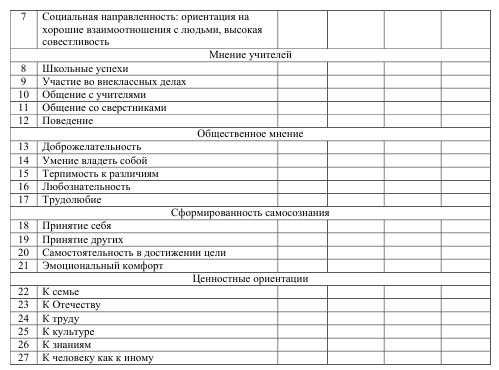 7 Социальная направленность: ориентация на
хорошие взаимоотношения с людьми, высокая
совестливость
Мнение учителей
8 Школьные успехи
9 Участие во внеклассных делах
10 Общение с учителями
11 Общение со сверстниками
12 Поведение
Общественное мнение
13 Доброжелательность
14 Умение владеть собой
15 Терпимость к различиям
16 Любознательность
17 Трудолюбие
Сформированность самосознания
18 Принятие себя
19 Принятие других
20 Самостоятельность в достижении цели
21 Эмоциональный комфорт
Ценностные ориентации
22 К семье
23 К Отечеству
24 К труду
25 К культуре
26 К знаниям
27 К человеку как к иному